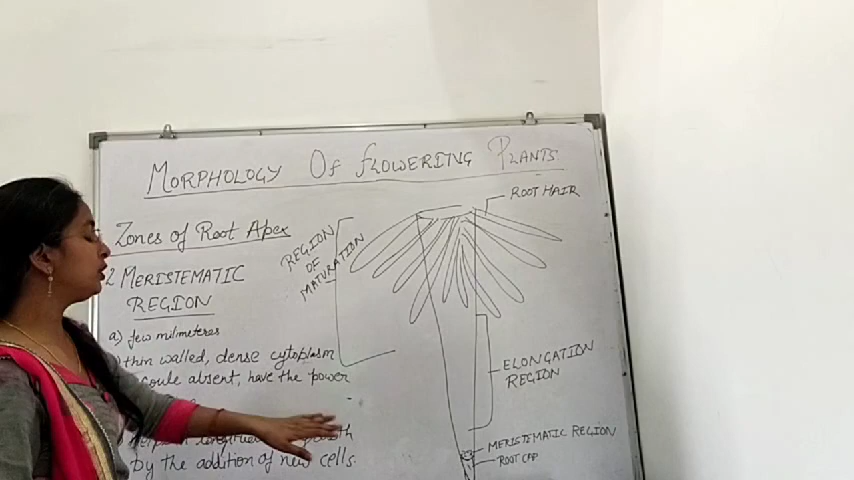 MORPHOLOGY OF FLOWERING PLANTS
Zones of Root Apex
2 MERISTEMATIC
REGION
a) few milimeteres
thin walled, dense cytoplasm
absent, have the power
by the addition of new cells.
REGION
OF
MATURATION
ROOT HAIR
ELONGATION
REGION
MERISTEMATIC REGION
ROOT CAP